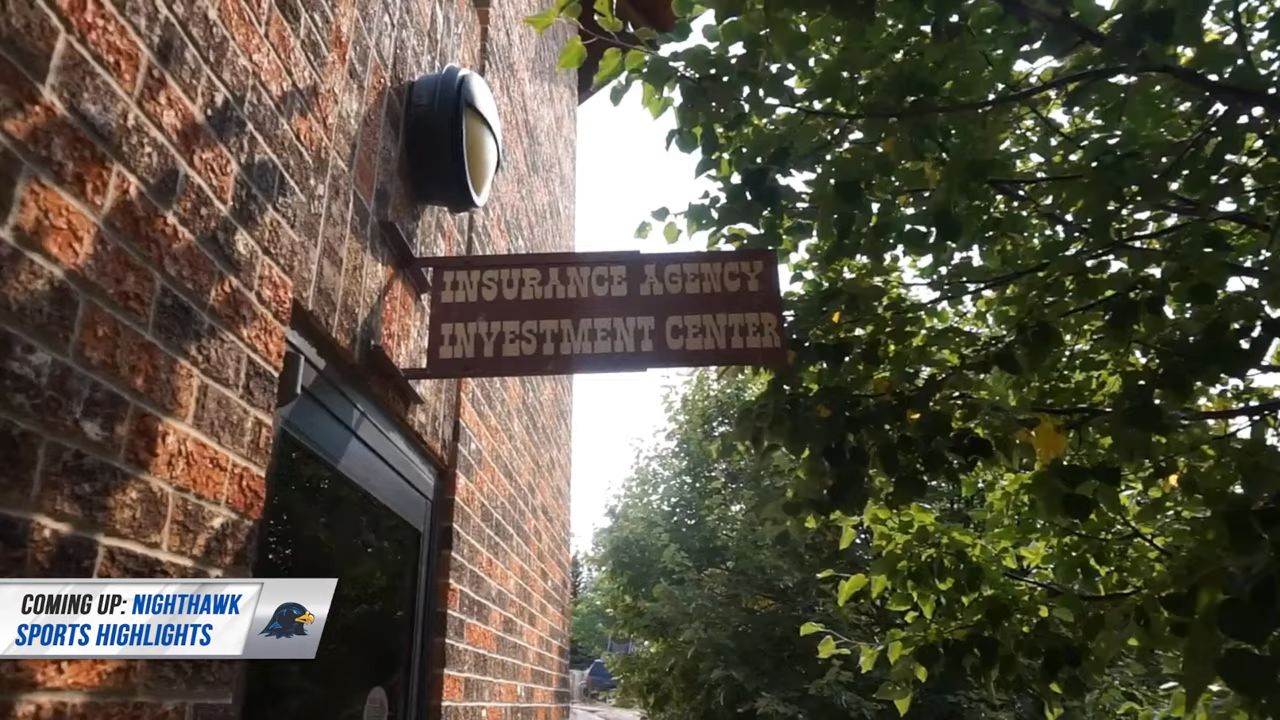 INSURANCE AGENCY
INVESTMENT CENTER
COMING UP: NIGHTHAWK
SPORTS HIGHLIGHTS